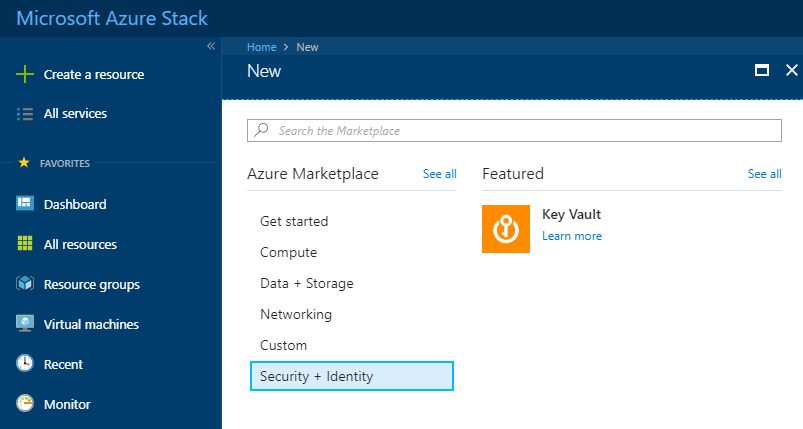 Microsoft Azure Stack
«
Create a resource
All services
FAVORITES
Dashboard
All resources
Resource groups
Virtual machines
Recent
Monitor
Home > New
New
Search the Marketplace
Azure Marketplace See all
Get started
Compute
Data + Storage
Networking
Custom
Security + Identity
Featured See all
Key Vault
Learn more